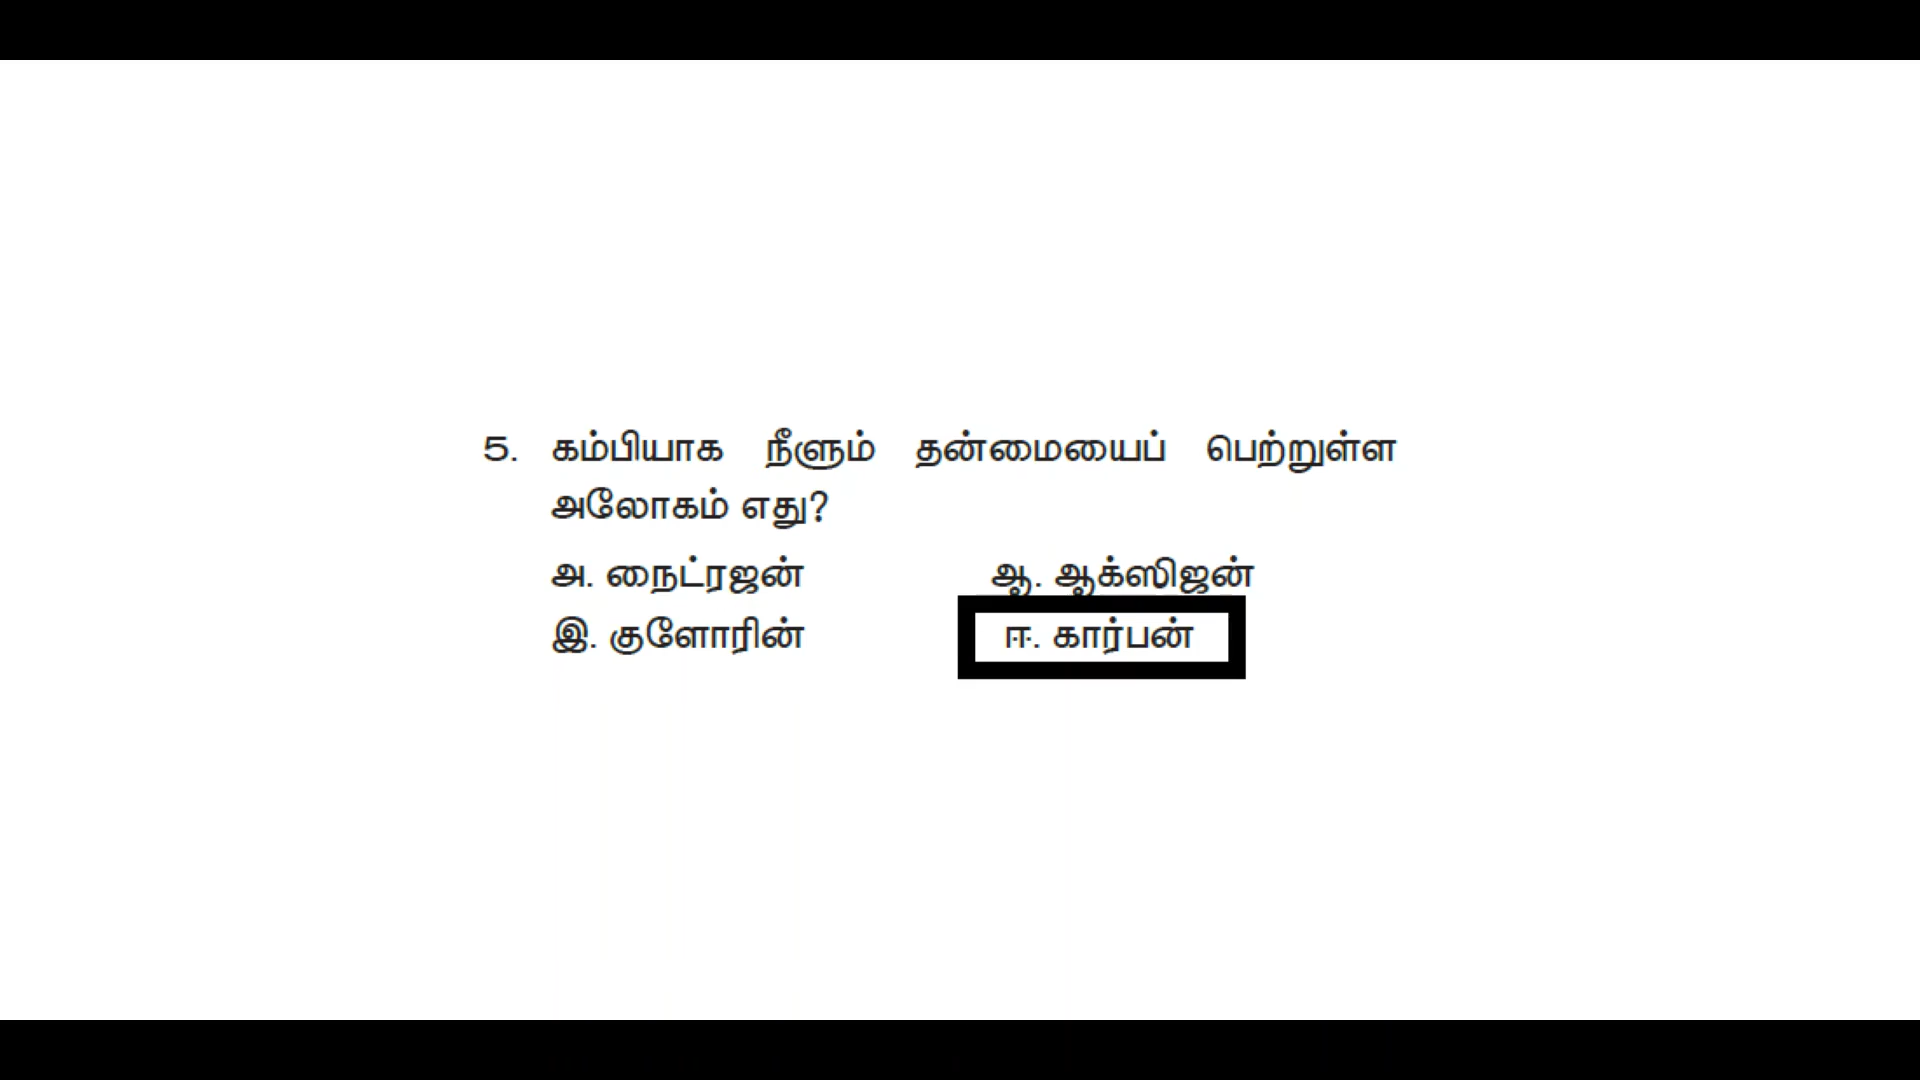 5. கம்பியாக நீளும் தன்மையைப் பெற்றுள்ள
அலோகம் எது?
அ. நைட்ரஜன் ஆ. ஆக்ஸிஜன்
இ. குளோரின் ஈ. கார்பன்